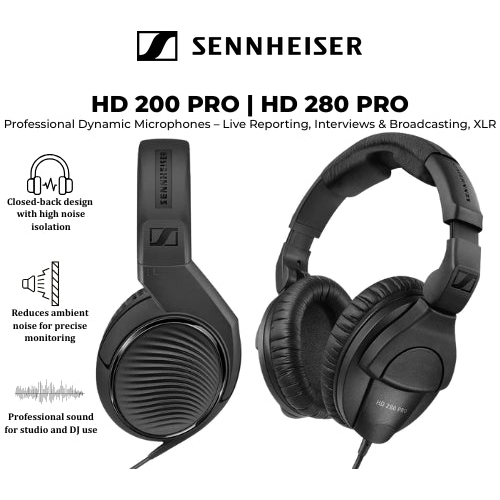 SENNHEISER
HD 200 PRO | HD 280 PRO
Professional Dynamic Microphones – Live Reporting, Interviews & Broadcasting, XLR
Closed-back design
with high noise
isolation
Reduces ambient
noise for precise
monitoring
Professional sound
for studio and DJ use
SENNHEISER
HD 280 PRO